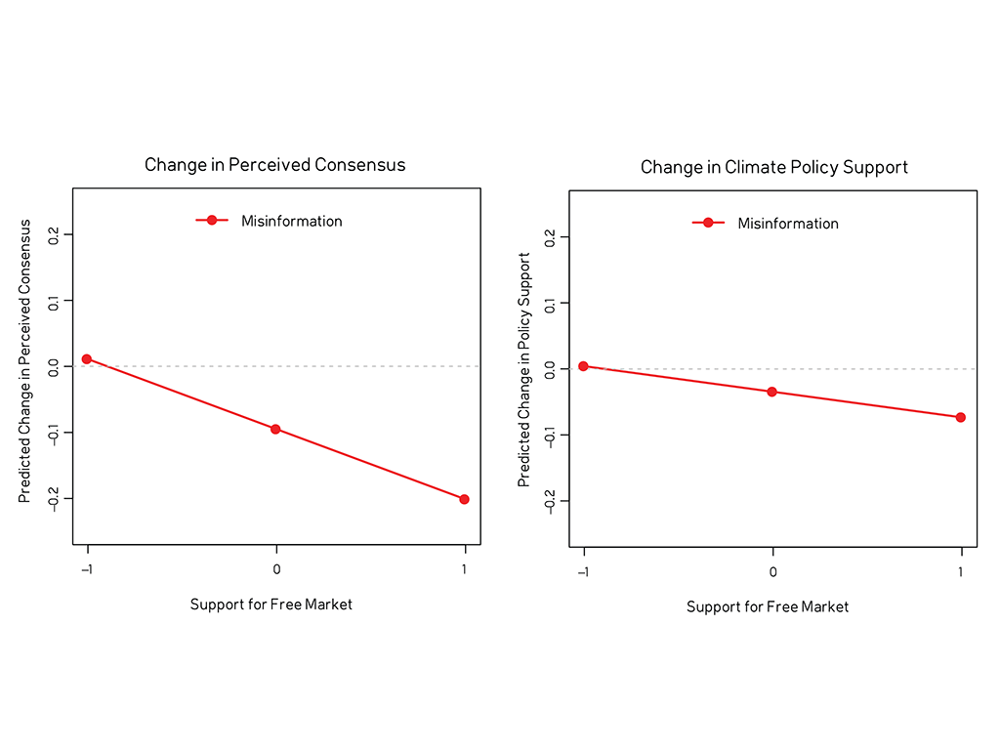 Change in Perceived Consensus
Misinformation
Predicted Change in Perceived Consensus
0.2
0.1
0.0
–0.1
–0.2
–1
0
1
Support for Free Market
Change in Climate Policy Support
Misinformation
Predicted Change in Policy Support
0.2
0.1
0.0
–0.1
–0.2
–1
0
1
Support for Free Market